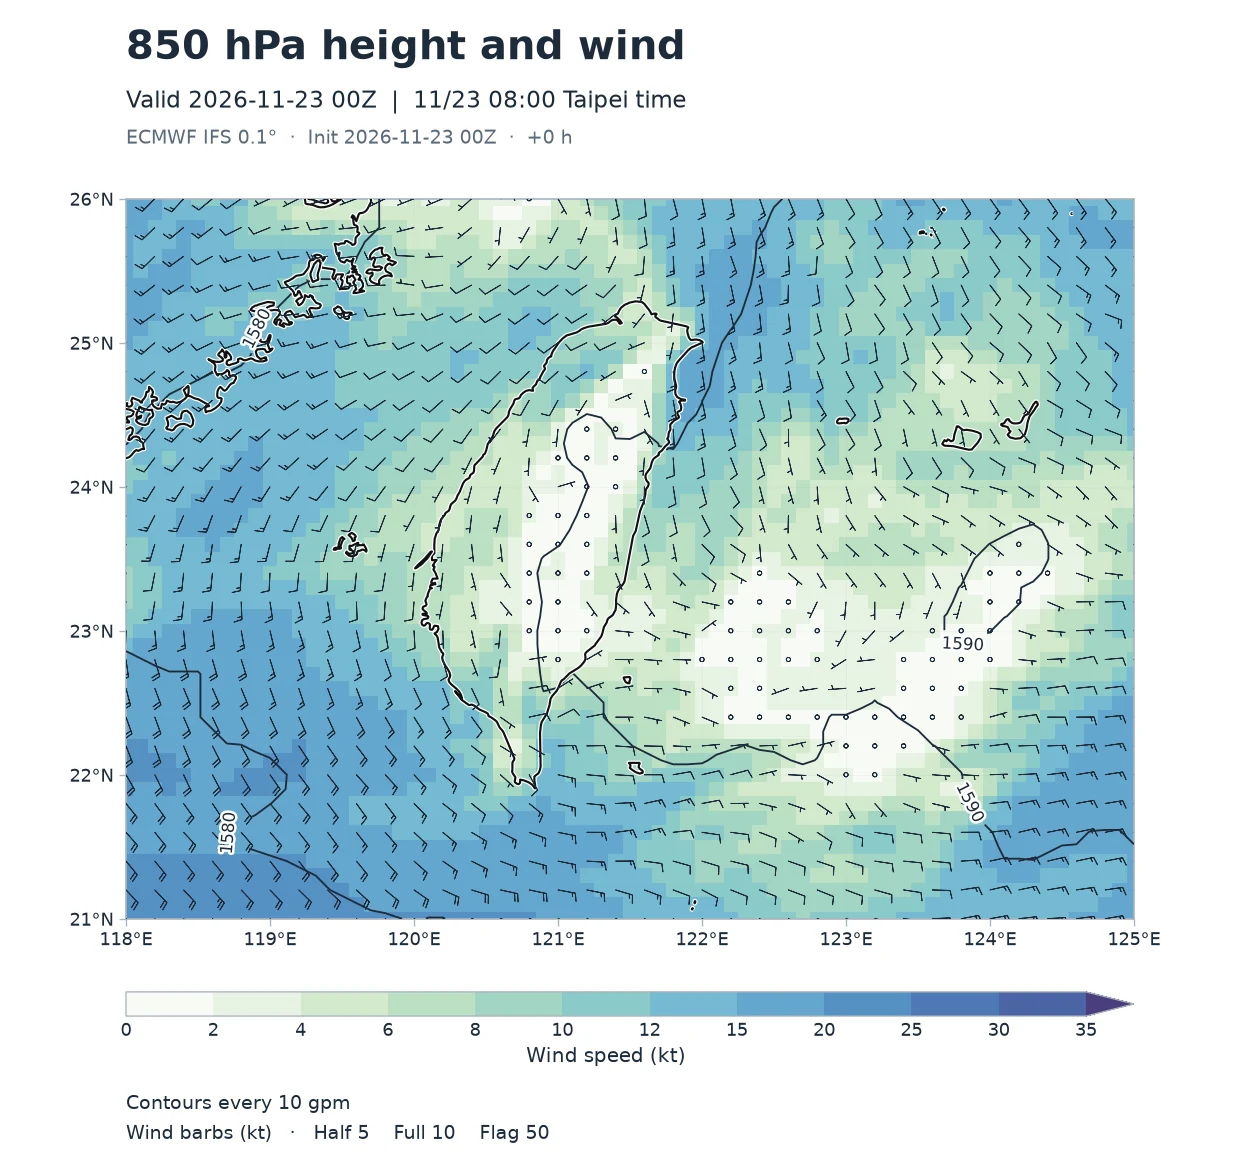 850 hPa height and wind
Valid 2026-11-23 00Z | 11/23 08:00 Taipei time
ECMWF IFS 0.1° · Init 2026-11-23 00Z · +0 h
26°N
25°N
24°N
23°N
22°N
21°N
1580
1590
1590
1580
118°E 119°E 120°E 121°E 122°E 123°E 124°E 125°E
0 2 4 6 8 10 12 15 20 25 30 35
Wind speed (kt)
Contours every 10 gpm
Wind barbs (kt) · Half 5 Full 10 Flag 50